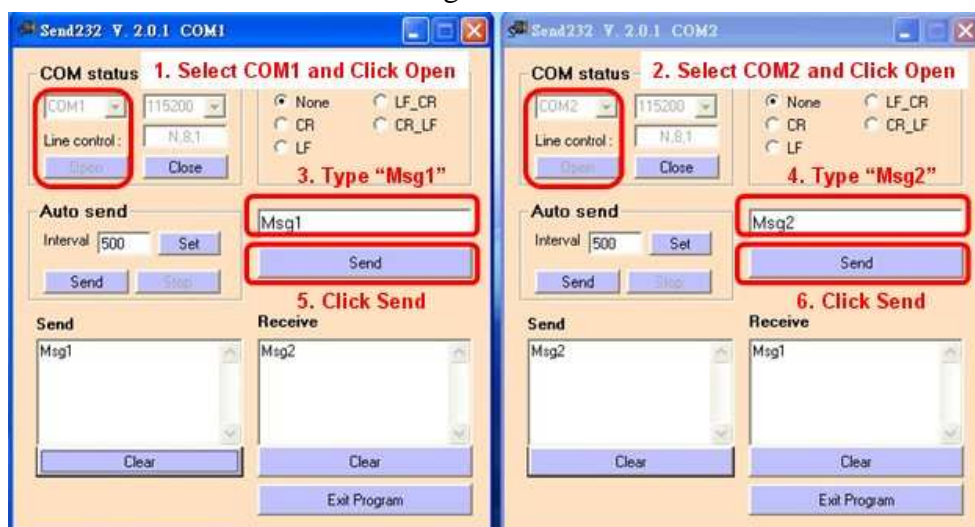 Send232 V. 2.0.1 COM1
COM status
1. Select COM1 and Click Open
COM1
115200
None
LF_CR
CR
CR_LF
Line control :
N,8,1
LF
Open
Close
3. Type “Msg1”
Auto send
Msg1
Interval
500
Set
Send
Send
Stop
5. Click Send
Send
Receive
Msg1
Msg2
Clear
Clear
Exit Program
Send232 V. 2.0.1 COM2
COM status
2. Select COM2 and Click Open
COM2
115200
None
LF_CR
CR
CR_LF
Line control :
N,8,1
LF
Open
Close
4. Type “Msg2”
Auto send
Msg2
Interval
500
Set
Send
Send
Stop
6. Click Send
Send
Receive
Msg2
Msg1
Clear
Clear
Exit Program